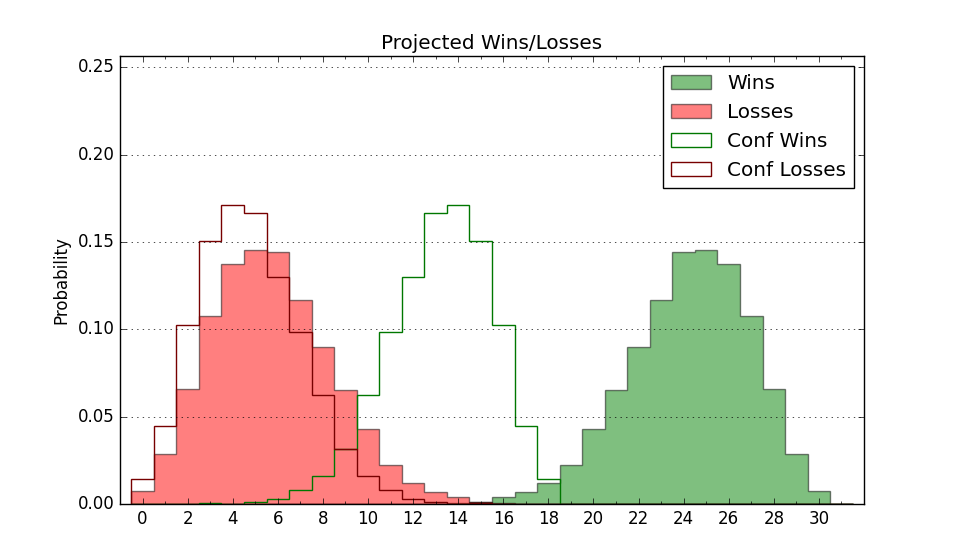 Projected Wins/Losses
0.25
0.20
0.15
0.10
0.05
0.00
Probability
Wins
Losses
Conf Wins
Conf Losses
0 2 4 6 8 10 12 14 16 18 20 22 24 26 28 30